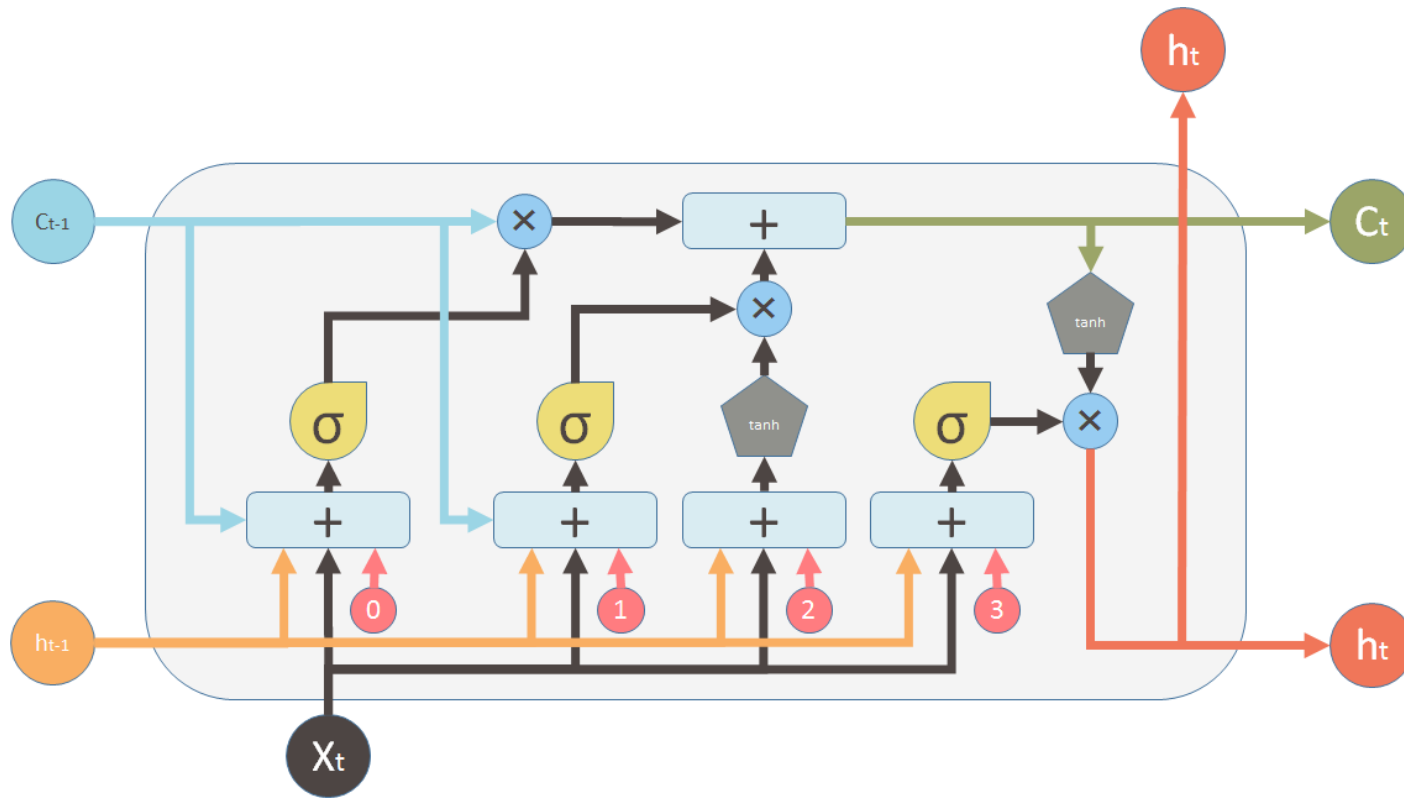 ht
Ct-1
×
+
Ct
×
tanh
σ
σ
tanh
σ
×
+
+
+
+
0
1
2
3
ht-1
ht
Xt